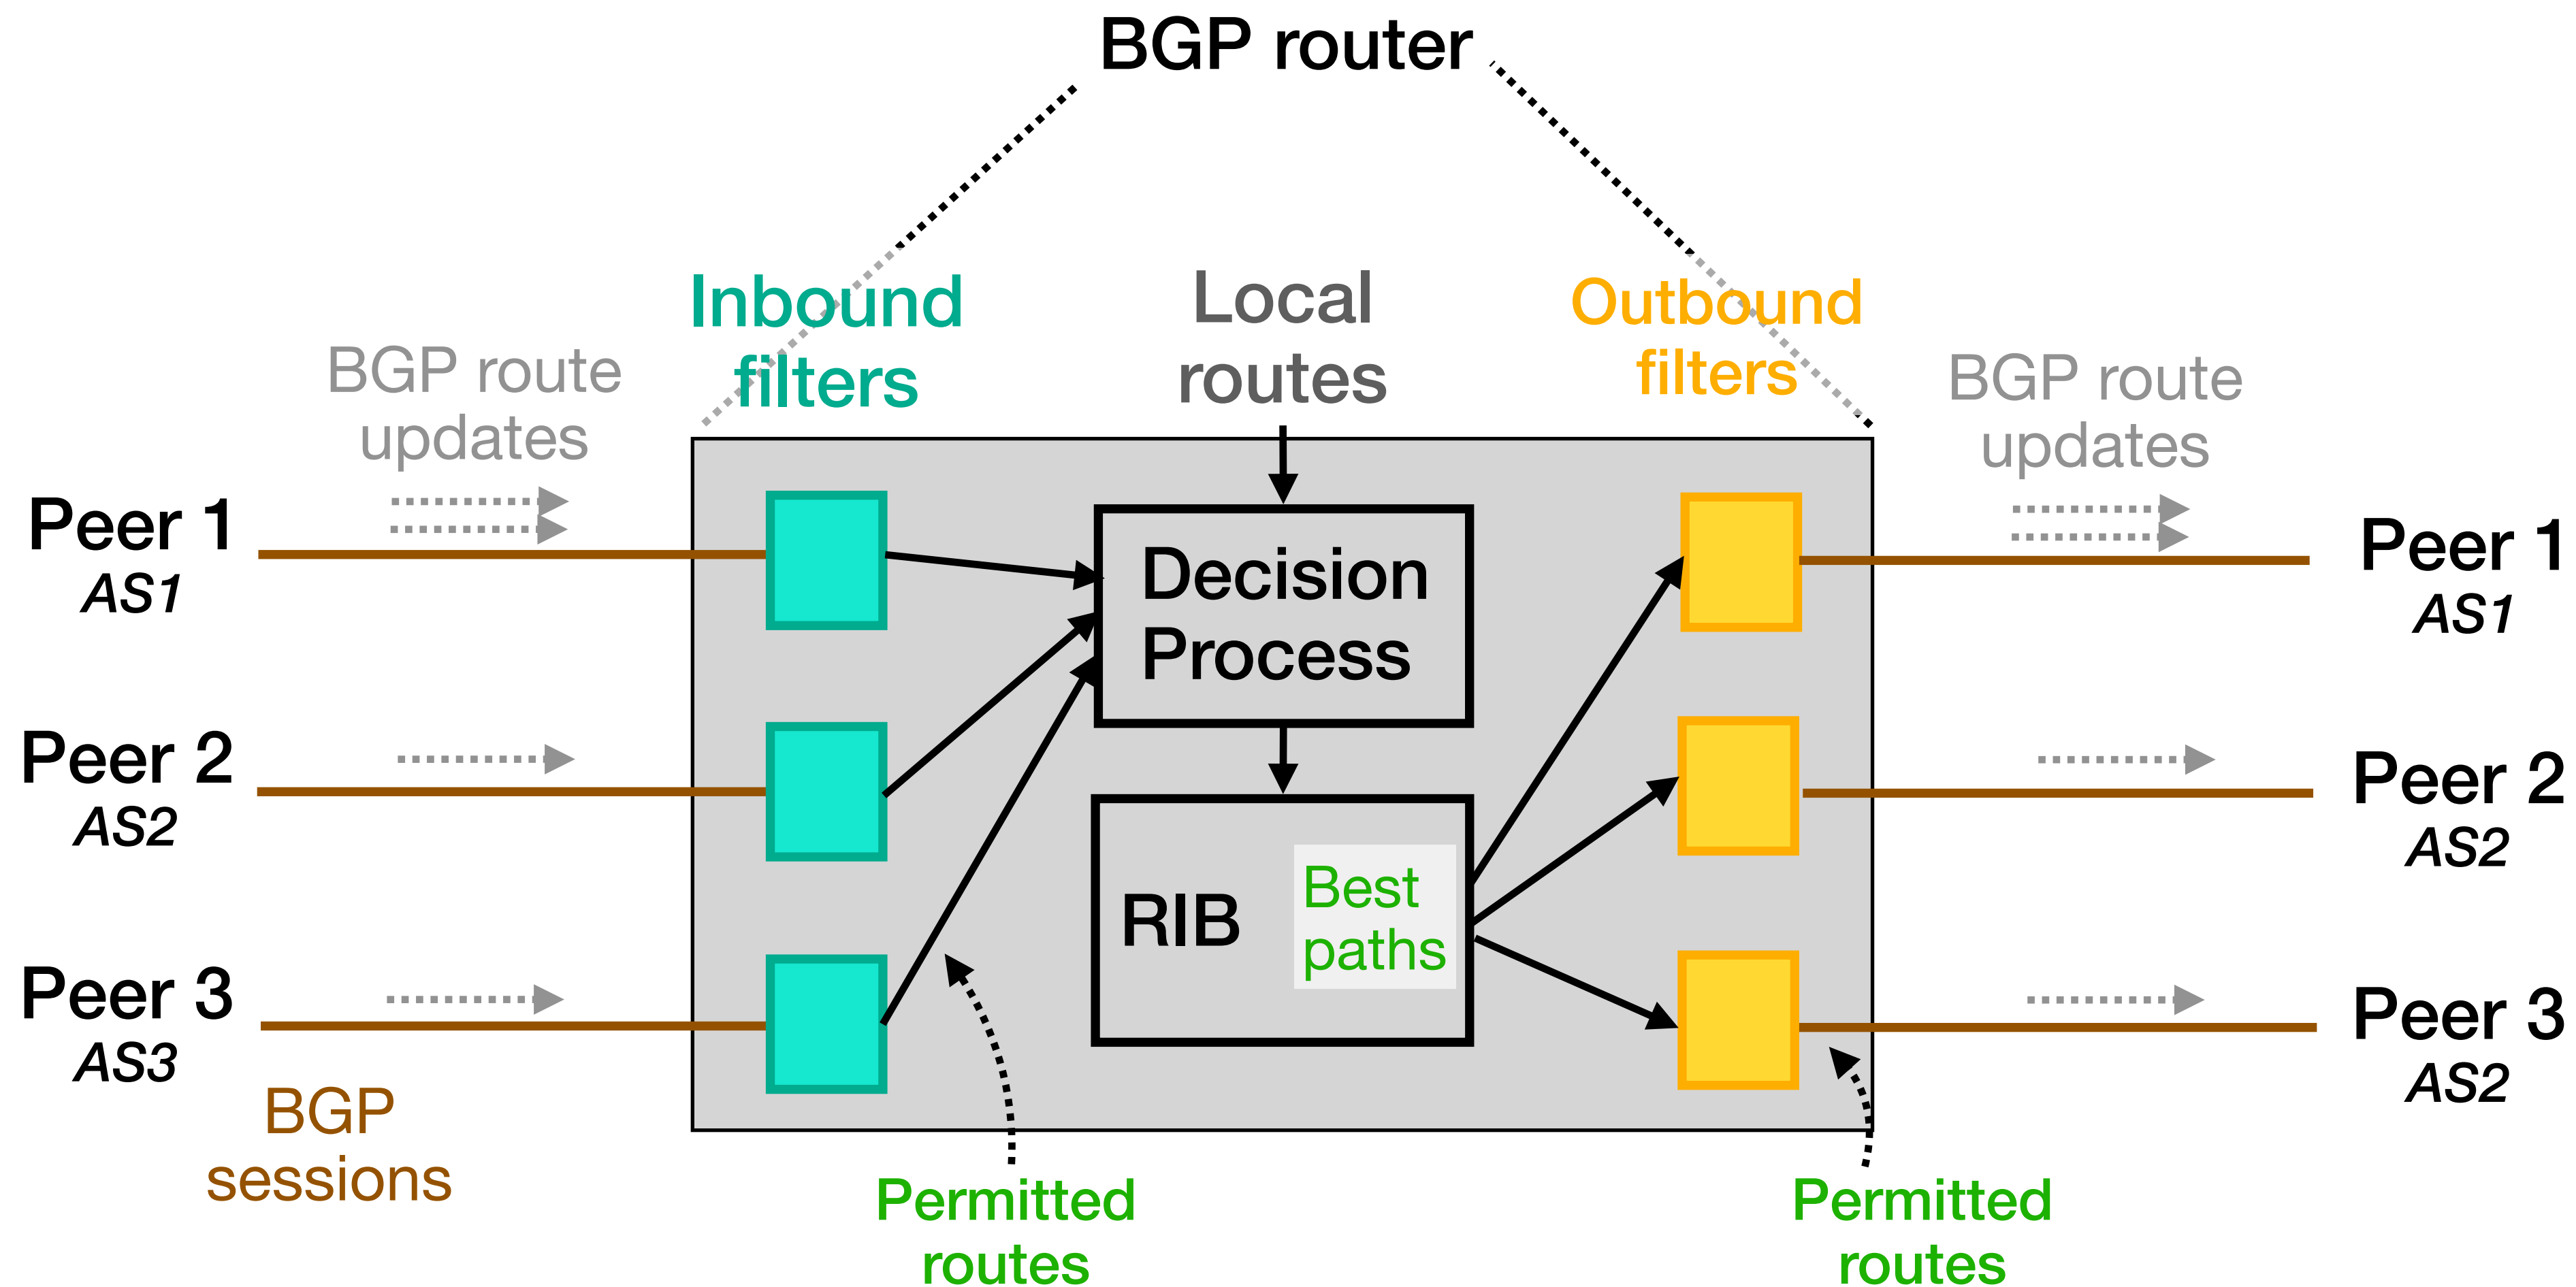 BGP router
Inbound
filters
Local
routes
Outbound
filters
BGP route
updates
BGP route
updates
Peer 1
AS1
Peer 2
AS2
Peer 3
AS3
BGP
sessions
Decision
Process
RIB
Best
paths
Peer 1
AS1
Peer 2
AS2
Peer 3
AS2
Permitted
routes
Permitted
routes